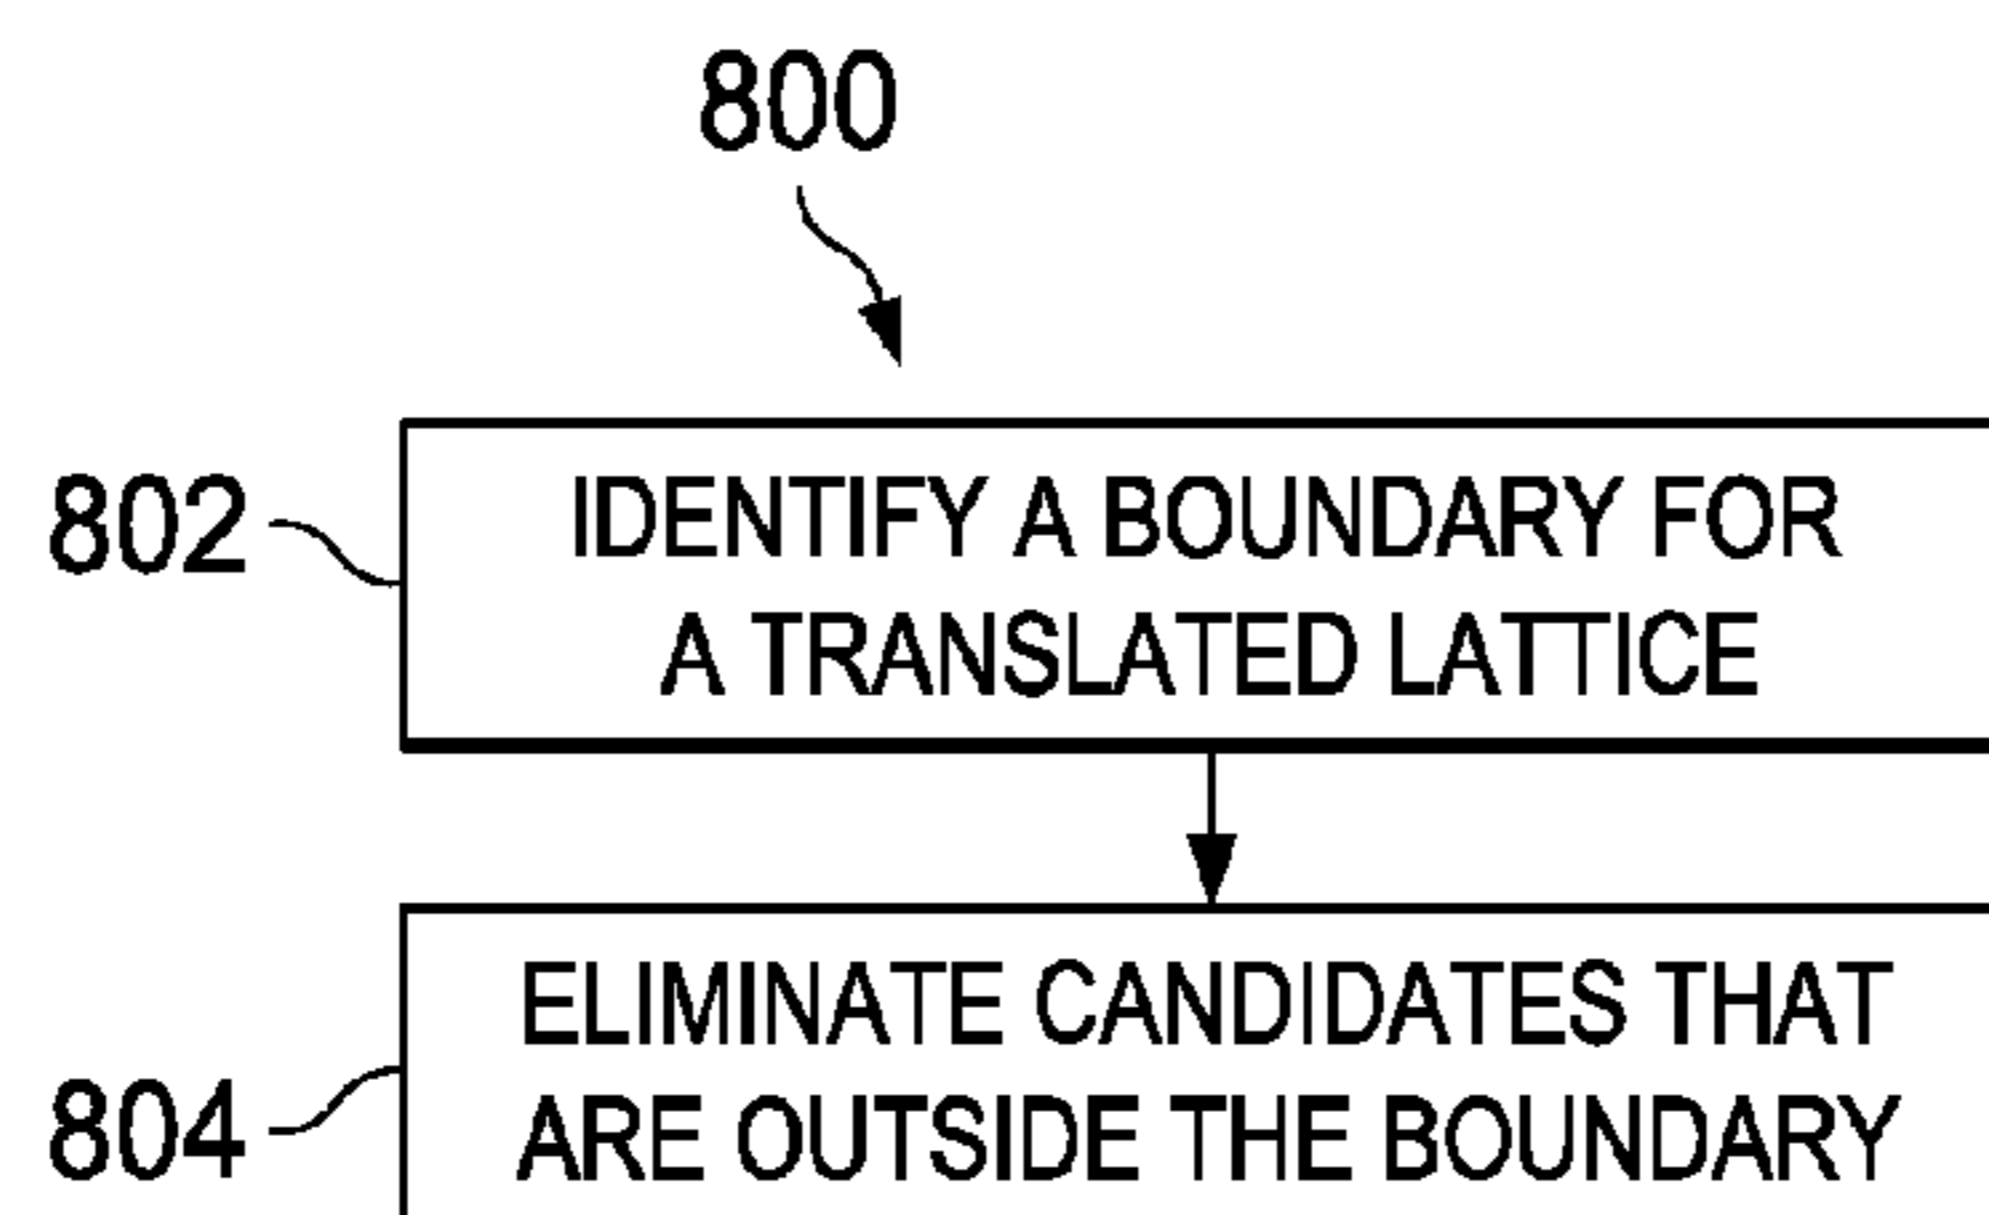 800
802
IDENTIFY A BOUNDARY FOR
A TRANSLATED LATTICE
804
ELIMINATE CANDIDATES THAT
ARE OUTSIDE THE BOUNDARY